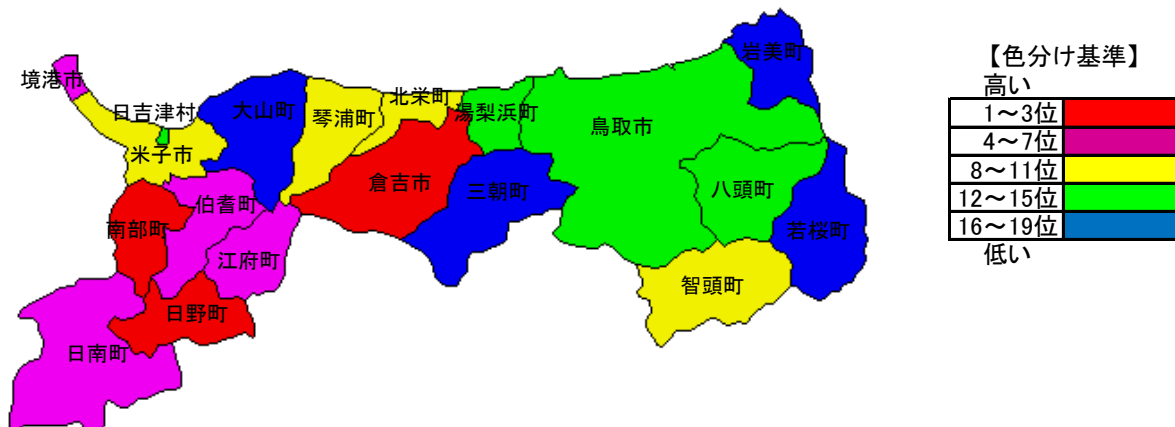 境港市
日吉津村
米子市
大山町
琴浦町
北栄町
湯梨浜町
鳥取市
岩美町
南部町
伯耆町
倉吉市
三朝町
八頭町
若桜町
江府町
智頭町
日野町
日南町
【色分け基準】
高い
1～3位
4～7位
8～11位
12～15位
16～19位
低い